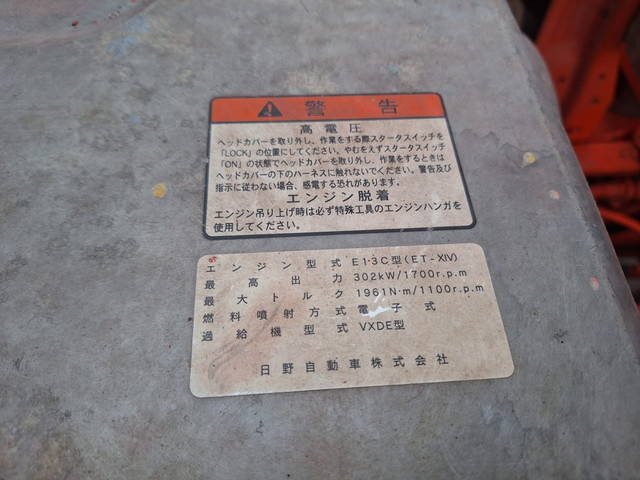 警告
高電圧
ヘッドカバーを取り外し、作業をする際スタータスイッチを
「LOCK」の位置にしてください。やむをえずスタータスイッチ
「ON」の状態でヘッドカバーを取り外し、作業をするときは
ヘッドカバーの下のハーネスに触れないでください。警告及び
指示に従わない場合、感電する恐れがあります。
エンジン脱着
エンジン吊り上げ時は必ず特殊工具のエンジンハンガを
使用してください。
エンジン型式 E13C型(ET-XIV)
最高出力 302kW/1700r.p.m
最大トルク 1961N·m/1100r.p.m
燃料噴射方式 電子式
過給機型式 VXDE型
日野自動車株式会社